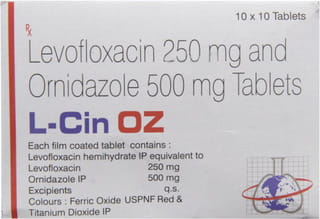 10 x 10 Tablets
Rx
Levofloxacin 250 mg and
Ornidazole 500 mg Tablets
L-Cin OZ
Each film coated tablet contains :
Levofloxacin hemihydrate IP equivalent to
Levofloxacin 250 mg
Ornidazole IP 500 mg
Excipients q.s.
Colours : Ferric Oxide USPNF Red &
Titanium Dioxide IP